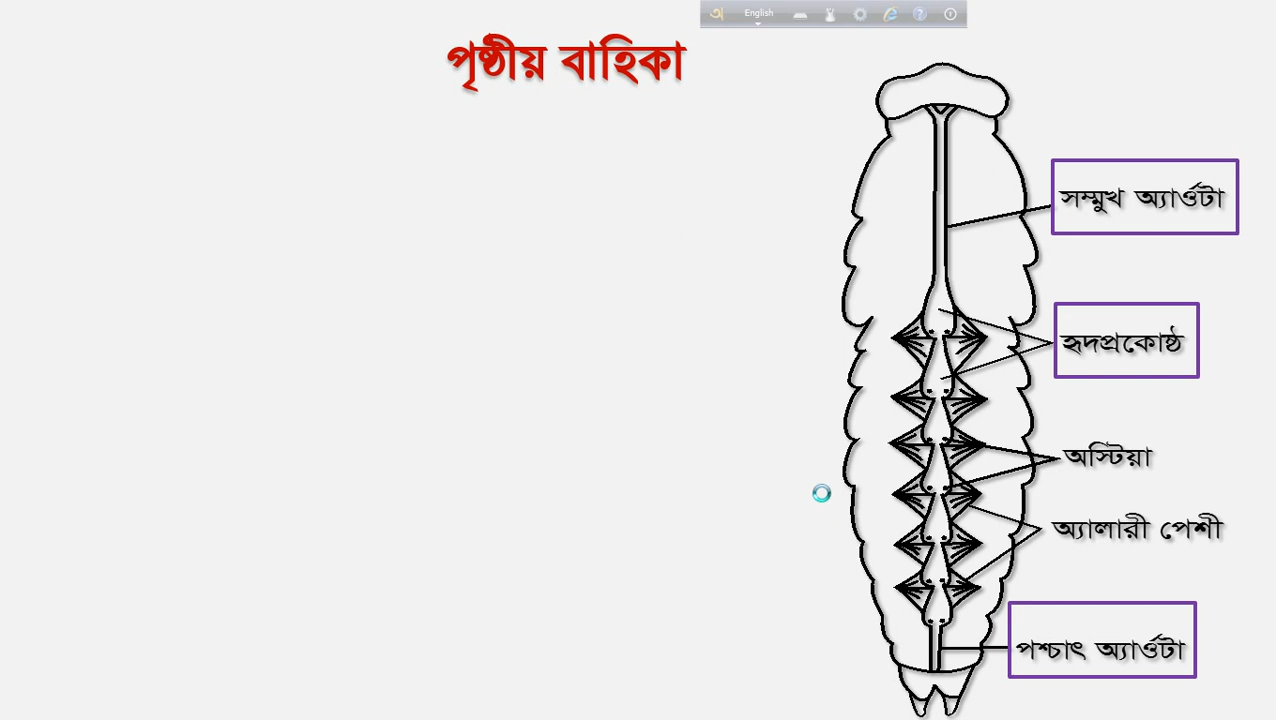 অ English
পৃষ্ঠীয় বাহিকা
সম্মুখ অ্যাওর্টা
হৃদপ্রকোষ্ঠ
অস্টিয়া
অ্যালারী পেশী
পশ্চাৎ অ্যাওর্টা